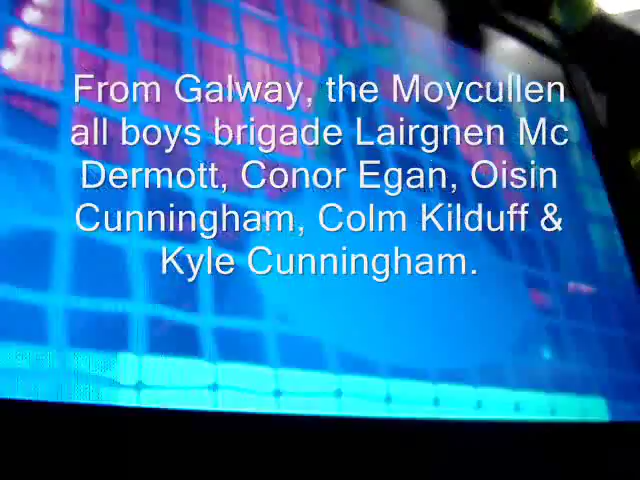 From Galway, the Moycullen
all boys brigade Lairgnen Mc
Dermott, Conor Egan, Oisin
Cunningham, Colm Kilduff &
Kyle Cunningham.